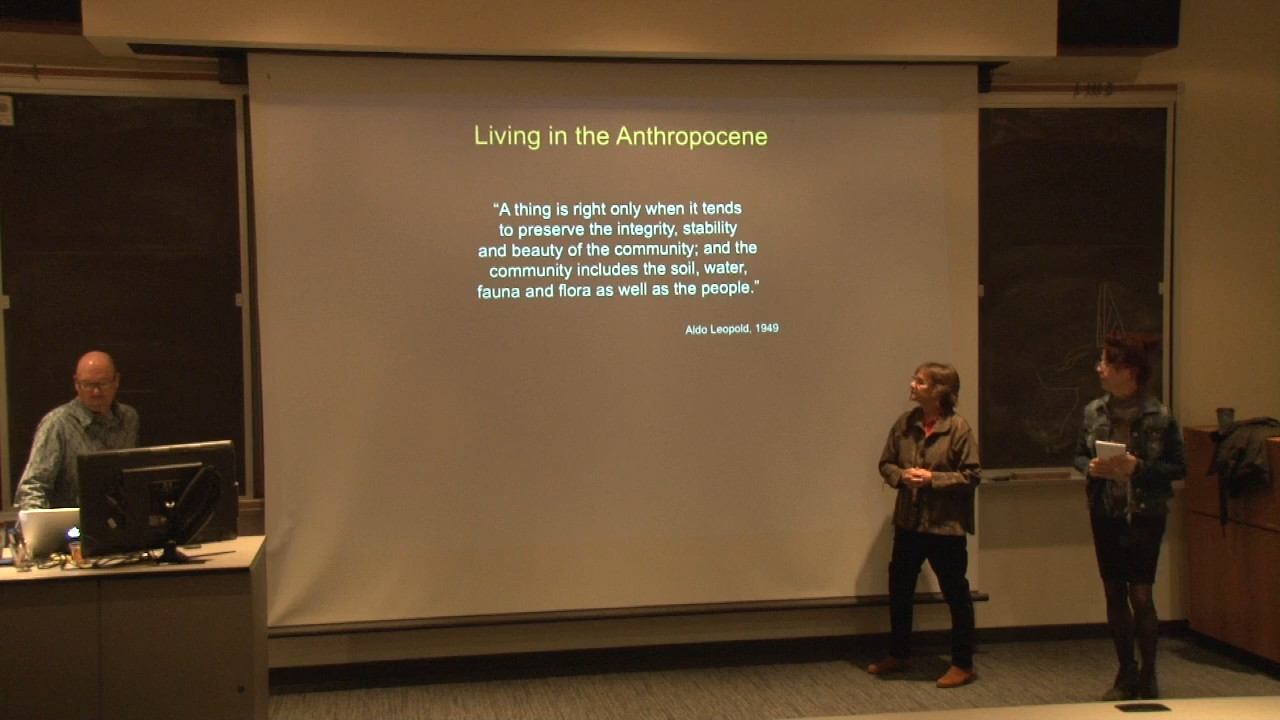 Living in the Anthropocene
“A thing is right only when it tends
to preserve the integrity, stability
and beauty of the community; and the
community includes the soil, water,
fauna and flora as well as the people.”
Aldo Leopold, 1949